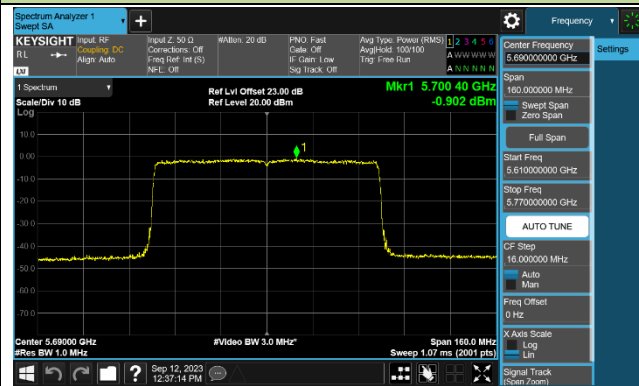 Spectrum Analyzer 1
Swept SA
+
Frequency
KEYSIGHT
RL
LXI
Input: RF
Coupling: DC
Align: Auto
Input Z: 50 Ω
Corrections: Off
Freq Ref: Int (S)
NFE: Off
#Atten: 20 dB
PNO: Fast
Gate: Off
IF Gain: Low
Sig Track: Off
Avg Type: Power (RMS)
Avg|Hold: 100/100
Trig: Free Run
1 2 3 4 5 6
A W W W W W
A N N N N N
1 Spectrum
Scale/Div 10 dB
Log
Ref Lvl Offset 23.00 dB
Ref Level 20.00 dBm
Mkr1 5.700 40 GHz
-0.902 dBm
10.0
0.00
-10.0
-20.0
-30.0
-40.0
-50.0
-60.0
-70.0
1
Center 5.69000 GHz
#Res BW 1.0 MHz
#Video BW 3.0 MHz*
Span 160.0 MHz
Sweep 1.07 ms (2001 pts)
Sep 12, 2023
12:37:14 PM
Center Frequency
5.690000000 GHz
Settings
Span
160.000000 MHz
Swept Span
Zero Span
Full Span
Start Freq
5.610000000 GHz
Stop Freq
5.770000000 GHz
AUTO TUNE
CF Step
16.000000 MHz
Auto
Man
Freq Offset
0 Hz
X Axis Scale
Log
Lin
Signal Track
(Span Zoom)